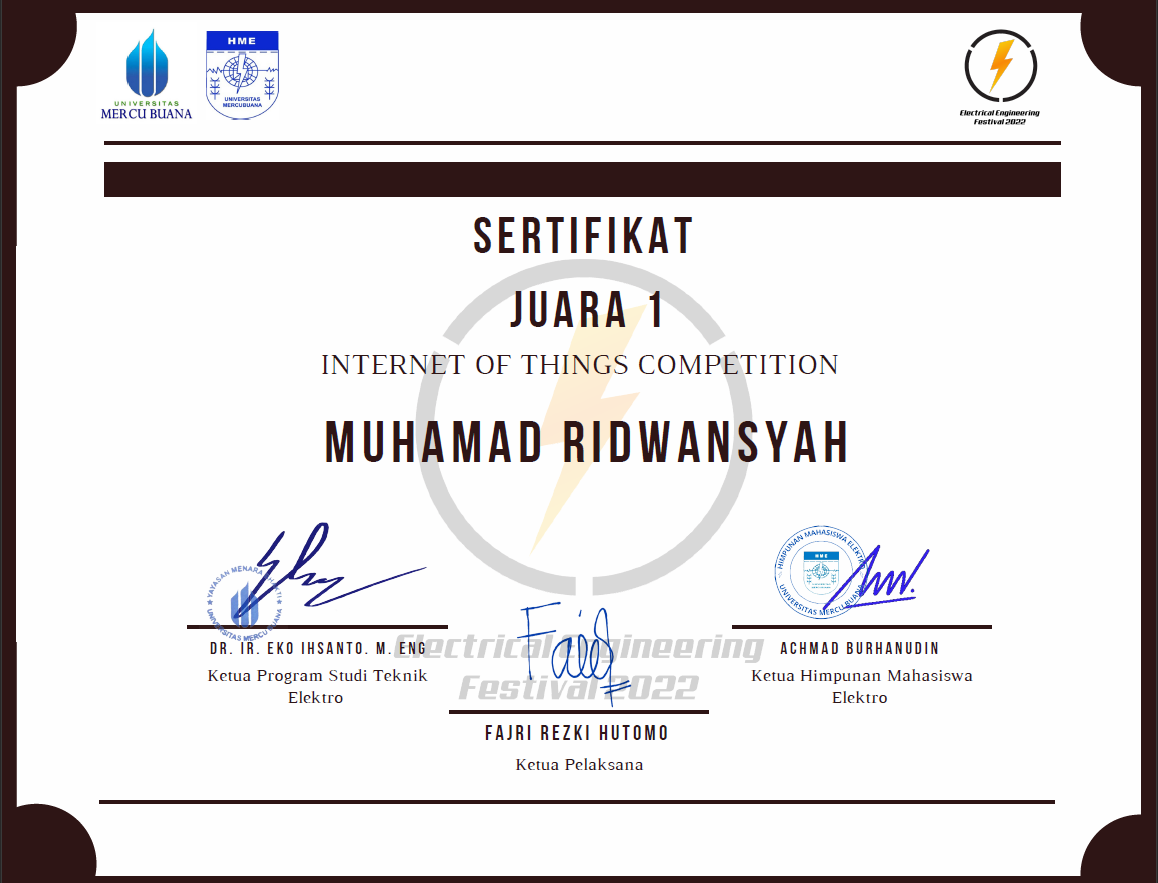 UNIVERSITAS
MERCU BUANA
HME
UNIVERSITAS
MERCUBUANA
Electrical Engineering
Festival 2022
SERTIFIKAT
JUARA 1
INTERNET OF THINGS COMPETITION
MUHAMAD RIDWANSYAH
YAYASAN MENARA
UNIVERSITAS MERCU BUANA
DR. IR. EKO IHSANTO. M. ENG
Ketua Program Studi Teknik
Elektro
Electrical Engineering
Festival 2022
Faied
FAJRI REZKI HUTOMO
Ketua Pelaksana
HIMPUNAN MAHASISWA ELEKTRO
HME
UNIVERSITAS MERCU BUANA
ACHMAD BURHANUDIN
Ketua Himpunan Mahasiswa
Elektro